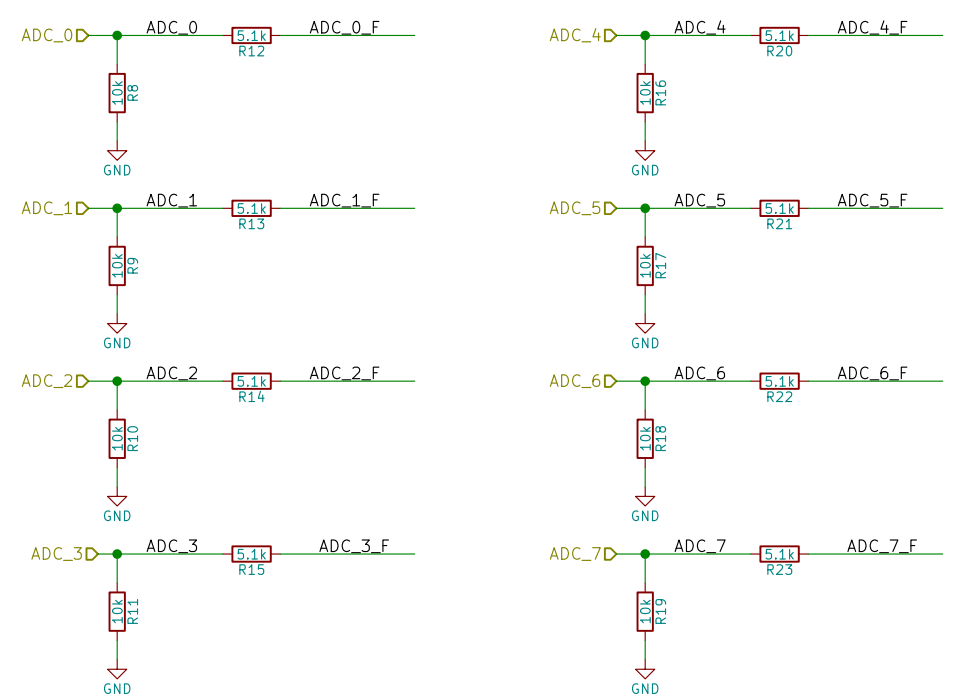 ADC_0 ADC_0 5.1k ADC_0_F
R12
10k R8
GND
ADC_4 ADC_4 5.1k ADC_4_F
R20
10k R16
GND
ADC_1 ADC_1 5.1k ADC_1_F
R13
10k R9
GND
ADC_5 ADC_5 5.1k ADC_5_F
R21
10k R17
GND
ADC_2 ADC_2 5.1k ADC_2_F
R14
10k R10
GND
ADC_6 ADC_6 5.1k ADC_6_F
R22
10k R18
GND
ADC_3 ADC_3 5.1k ADC_3_F
R15
10k R11
GND
ADC_7 ADC_7 5.1k ADC_7_F
R23
10k R19
GND